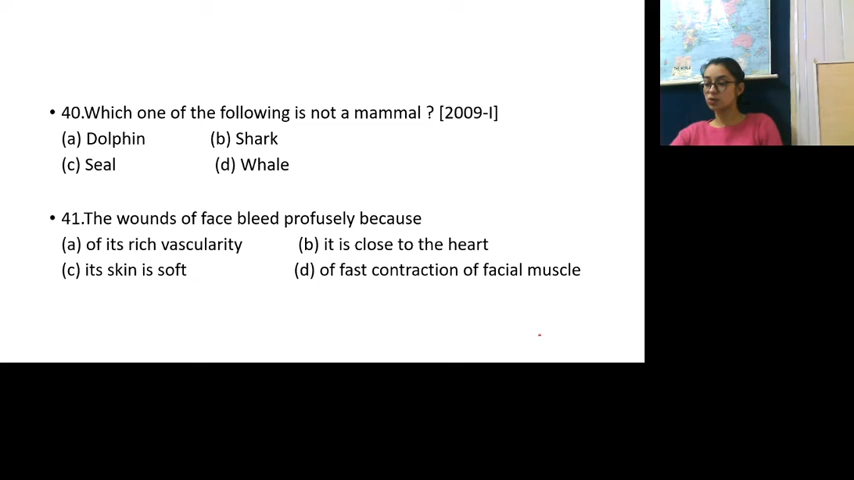 • 40.Which one of the following is not a mammal ? [2009-I]
(a) Dolphin (b) Shark
(c) Seal (d) Whale
• 41.The wounds of face bleed profusely because
(a) of its rich vascularity (b) it is close to the heart
(c) its skin is soft (d) of fast contraction of facial muscle